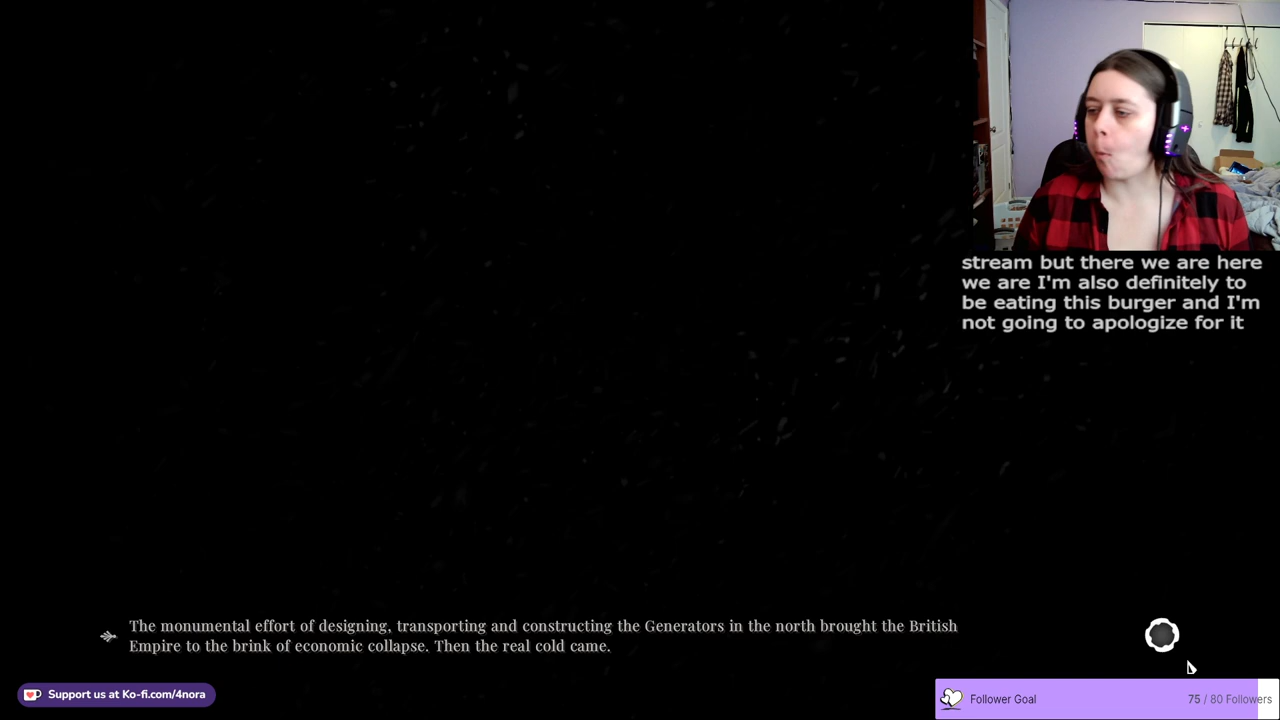 stream but there we are here
we are I'm also definitely to
be eating this burger and I'm
not going to apologize for it
The monumental effort of designing, transporting and constructing the Generators in the north brought the British
Empire to the brink of economic collapse. Then the real cold came.
Support us at Ko-fi.com/4nora
Follower Goal
75 / 80 Followers